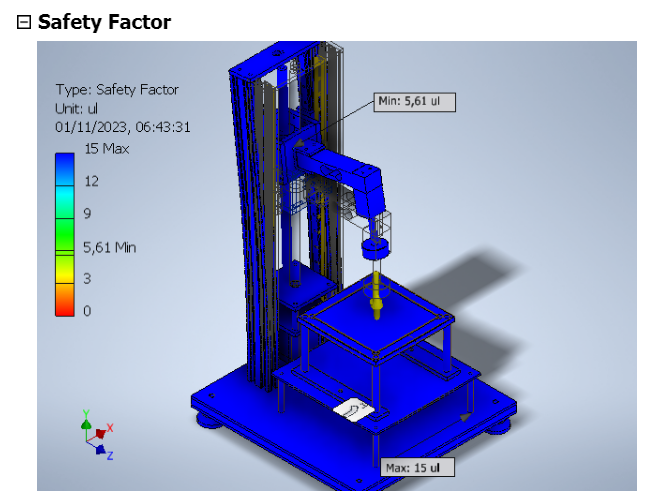 Safety Factor
Type: Safety Factor
Unit: ul
01/11/2023, 06:43:31
15 Max
12
9
5,61 Min
3
0
Min: 5,61 ul
Max: 15 ul
Y
X
Z